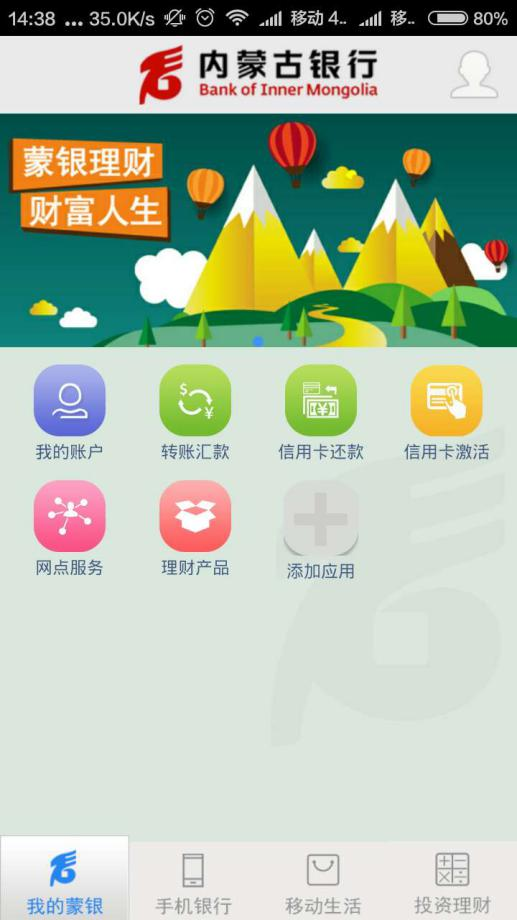 14:38 ... 35.0K/s 移动 4.. 移.. 80%
内蒙古银行
Bank of Inner Mongolia
蒙银理财
财富人生
我的账户 转账汇款 信用卡还款 信用卡激活
网点服务 理财产品 添加应用
我的蒙银 手机银行 移动生活 投资理财